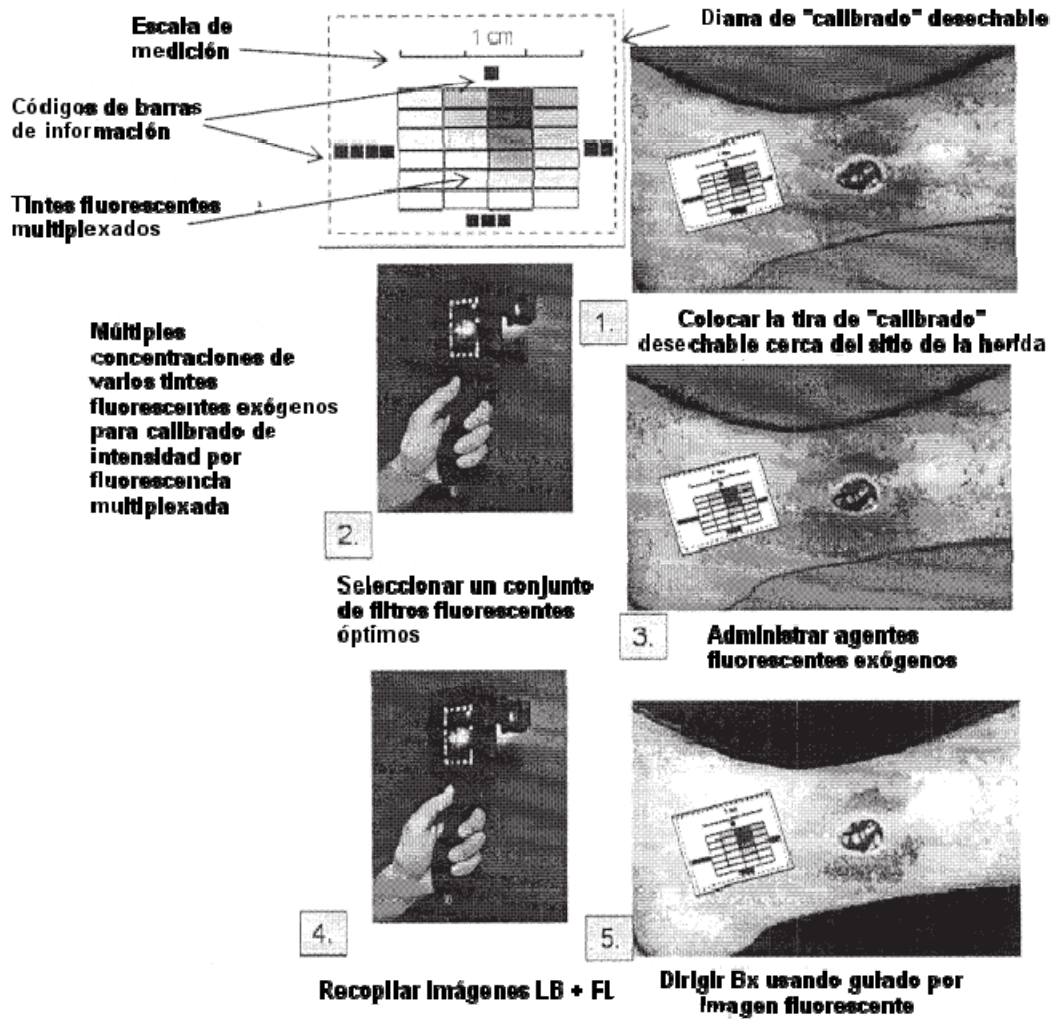 Escala de
medición
1 cm
Diana de "calibrado" desechable
Códigos de barras
de información
Tintes fluorescentes
multiplexados
1.
Colocar la tira de "calibrado"
desechable cerca del sitio de la herida
Múltiples
concentraciones de
varios tintes
fluorescentes exógenos
para calibrado de
intensidad por
fluorescencia
multiplexada
2.
Seleccionar un conjunto
de filtros fluorescentes
óptimos
3.
Administrar agentes
fluorescentes exógenos
4.
Recopilar imágenes LB + FL
5.
Dirigir Bx usando guiado por
imagen fluorescente